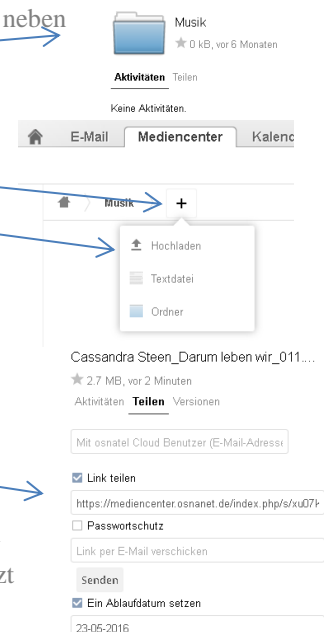 neben
Musik
0 kB, vor 6 Monaten
Aktivitäten Teilen
Keine Aktivitäten.
E-Mail Mediencenter Kalend
Musik +
Hochladen
Textdatei
Ordner
Cassandra Steen_Darum leben wir_011....
2.7 MB, vor 2 Minuten
Aktivitäten Teilen Versionen
Mit osnatel Cloud Benutzer (E-Mail-Adresse
Link teilen
https://mediencenter.osnanet.de/index.php/s/xu07
Passwortschutz
Link per E-Mail verschicken
zt
Senden
Ein Ablaufdatum setzen
23-05-2016